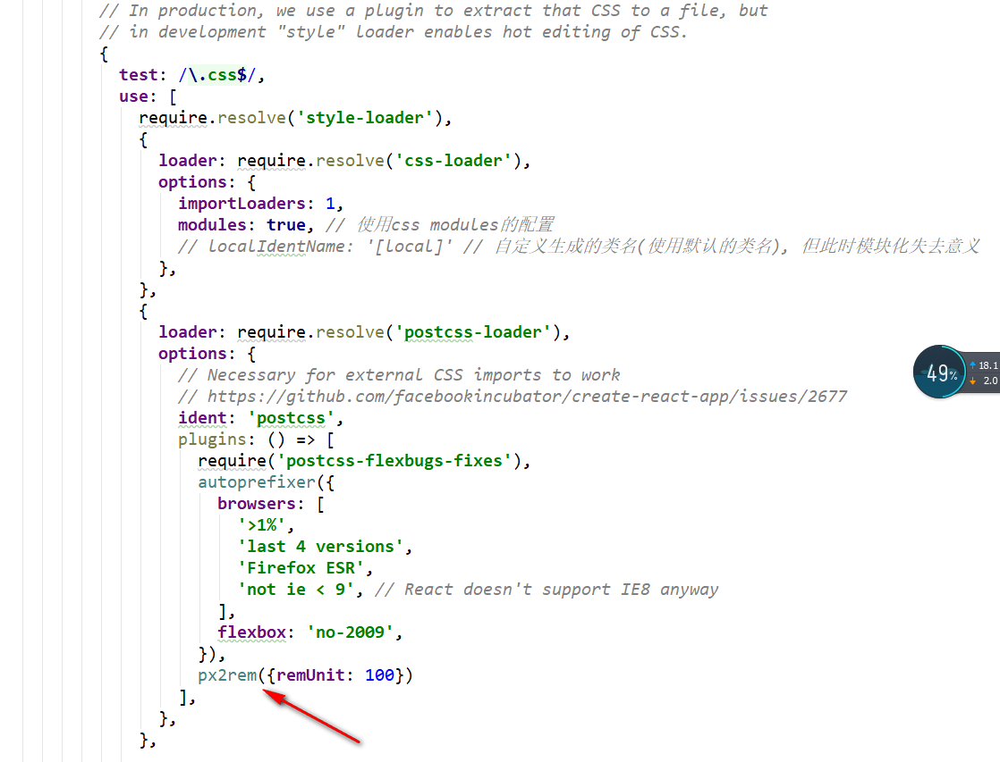 // In production, we use a plugin to extract that CSS to a file, but
// in development "style" loader enables hot editing of CSS.
{
test: /\.css$/,
use: [
require.resolve('style-loader'),
{
loader: require.resolve('css-loader'),
options: {
importLoaders: 1,
modules: true, // 使用css modules的配置
// localIdentName: '[local]' // 自定义生成的类名(使用默认的类名), 但此时模块化失去意义
},
},
{
loader: require.resolve('postcss-loader'),
options: {
// Necessary for external CSS imports to work
// https://github.com/facebookincubator/create-react-app/issues/2677
ident: 'postcss',
plugins: () => [
require('postcss-flexbugs-fixes'),
autoprefixer({
browsers: [
'>1%',
'last 4 versions',
'Firefox ESR',
'not ie < 9', // React doesn't support IE8 anyway
],
flexbox: 'no-2009',
}),
px2rem({remUnit: 100})
],
},
},
49%
18.1
2.0